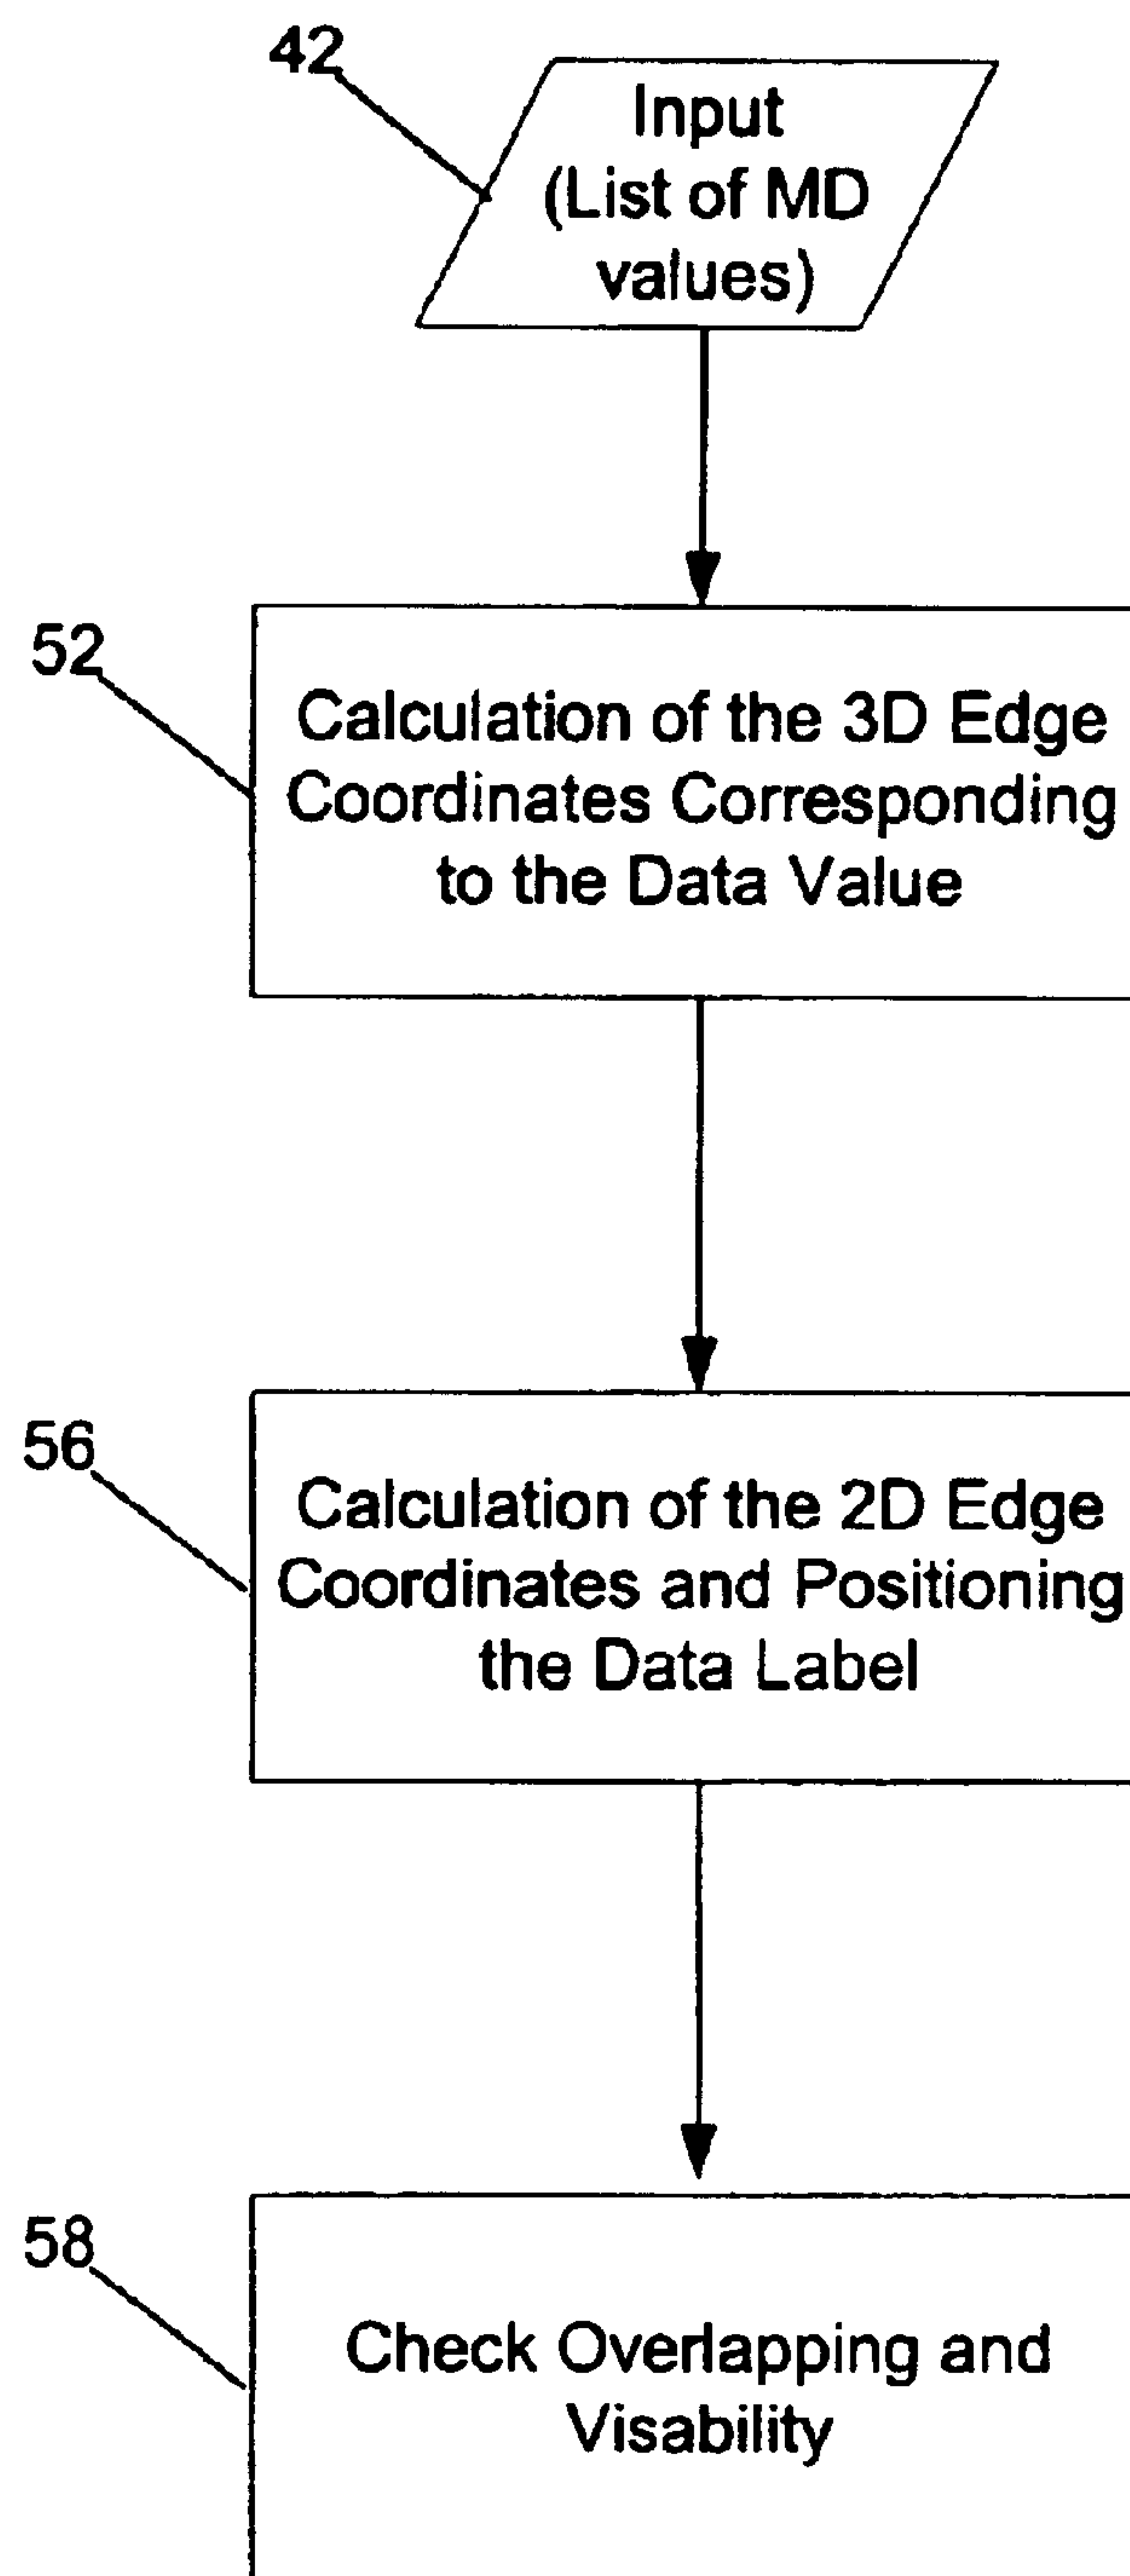 42
Input
(List of MD
values)
52
Calculation of the 3D Edge
Coordinates Corresponding
to the Data Value
56
Calculation of the 2D Edge
Coordinates and Positioning
the Data Label
58
Check Overlapping and
Visability